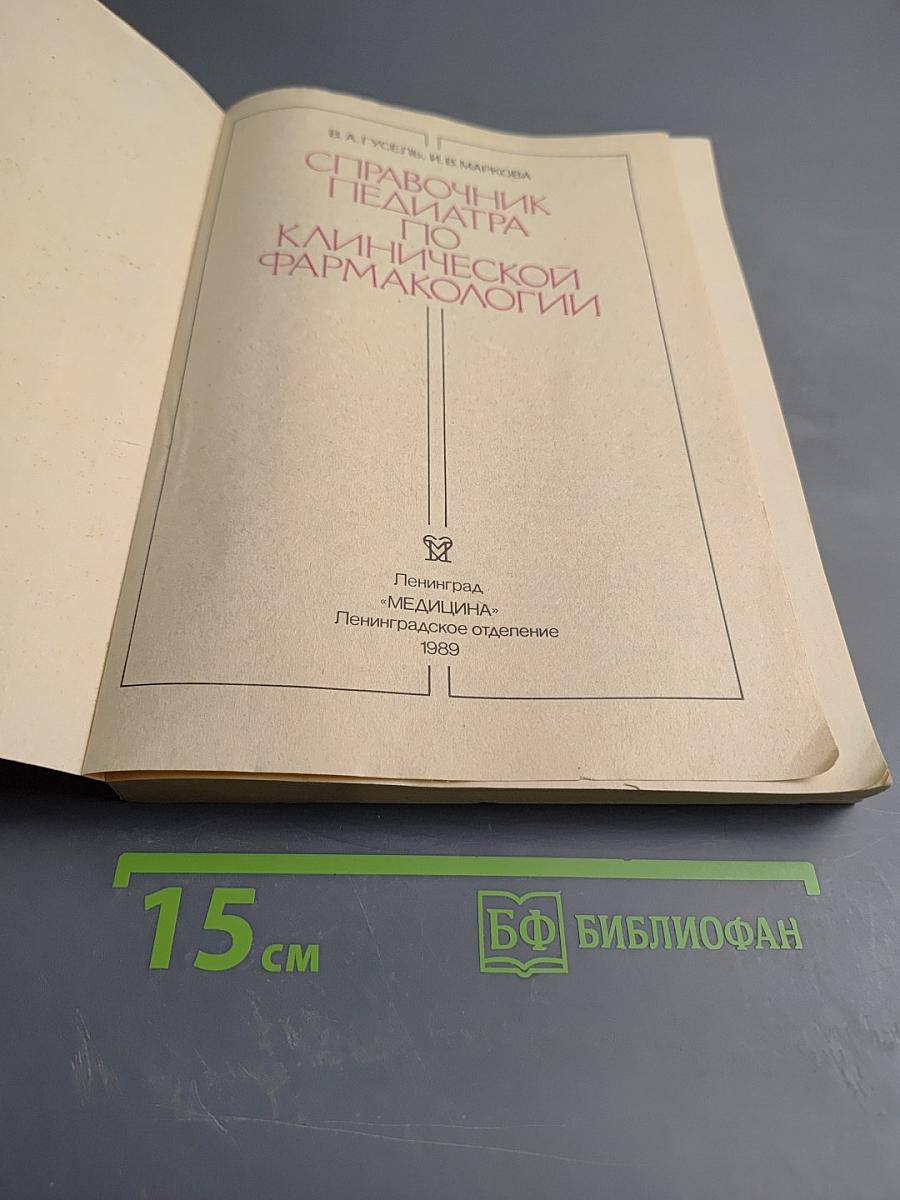 В. А. ГУСЕЛЬ, И. В. МАРКОВА
СПРАВОЧНИК
ПЕДИАТРА
ПО
КЛИНИЧЕСКОЙ
ФАРМАКОЛОГИИ
Ленинград
«МЕДИЦИНА»
Ленинградское отделение
1989
15 см
БФ БИБЛИОФАН